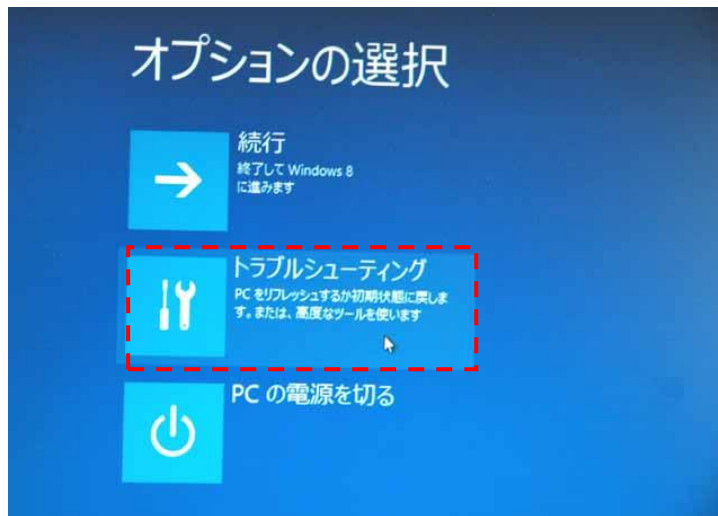 オプションの選択
続行
終了して Windows 8
に進みます
トラブルシューティング
PC をリフレッシュするか初期状態に戻しま
す。または、高度なツールを使います
PC の電源を切る